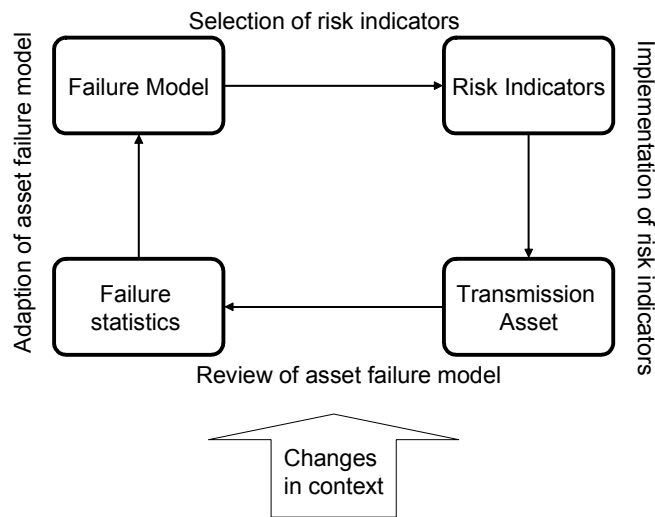 Selection of risk indicators
Failure Model
Risk Indicators
Adaption of asset failure model
Implementation of risk indicators
Failure
statistics
Transmission
Asset
Review of asset failure model
Changes
in context